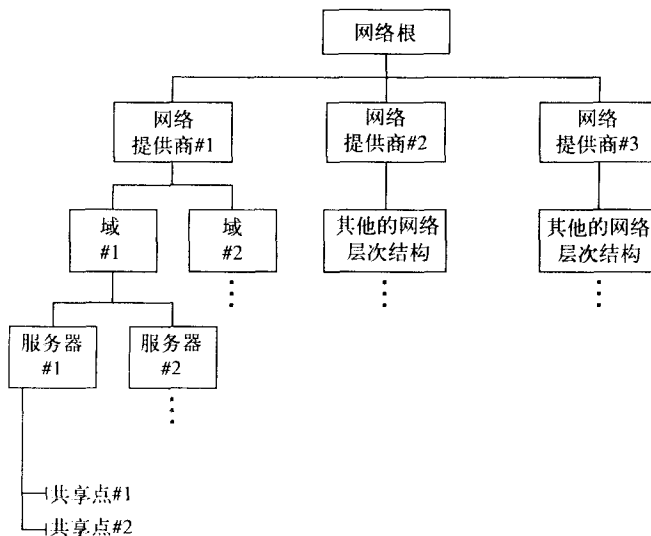 网络根
网络
提供商#1
网络
提供商#2
网络
提供商#3
域
#1
域
#2
其他的网络
层次结构
其他的网络
层次结构
服务器
#1
服务器
#2
共享点#1
共享点#2